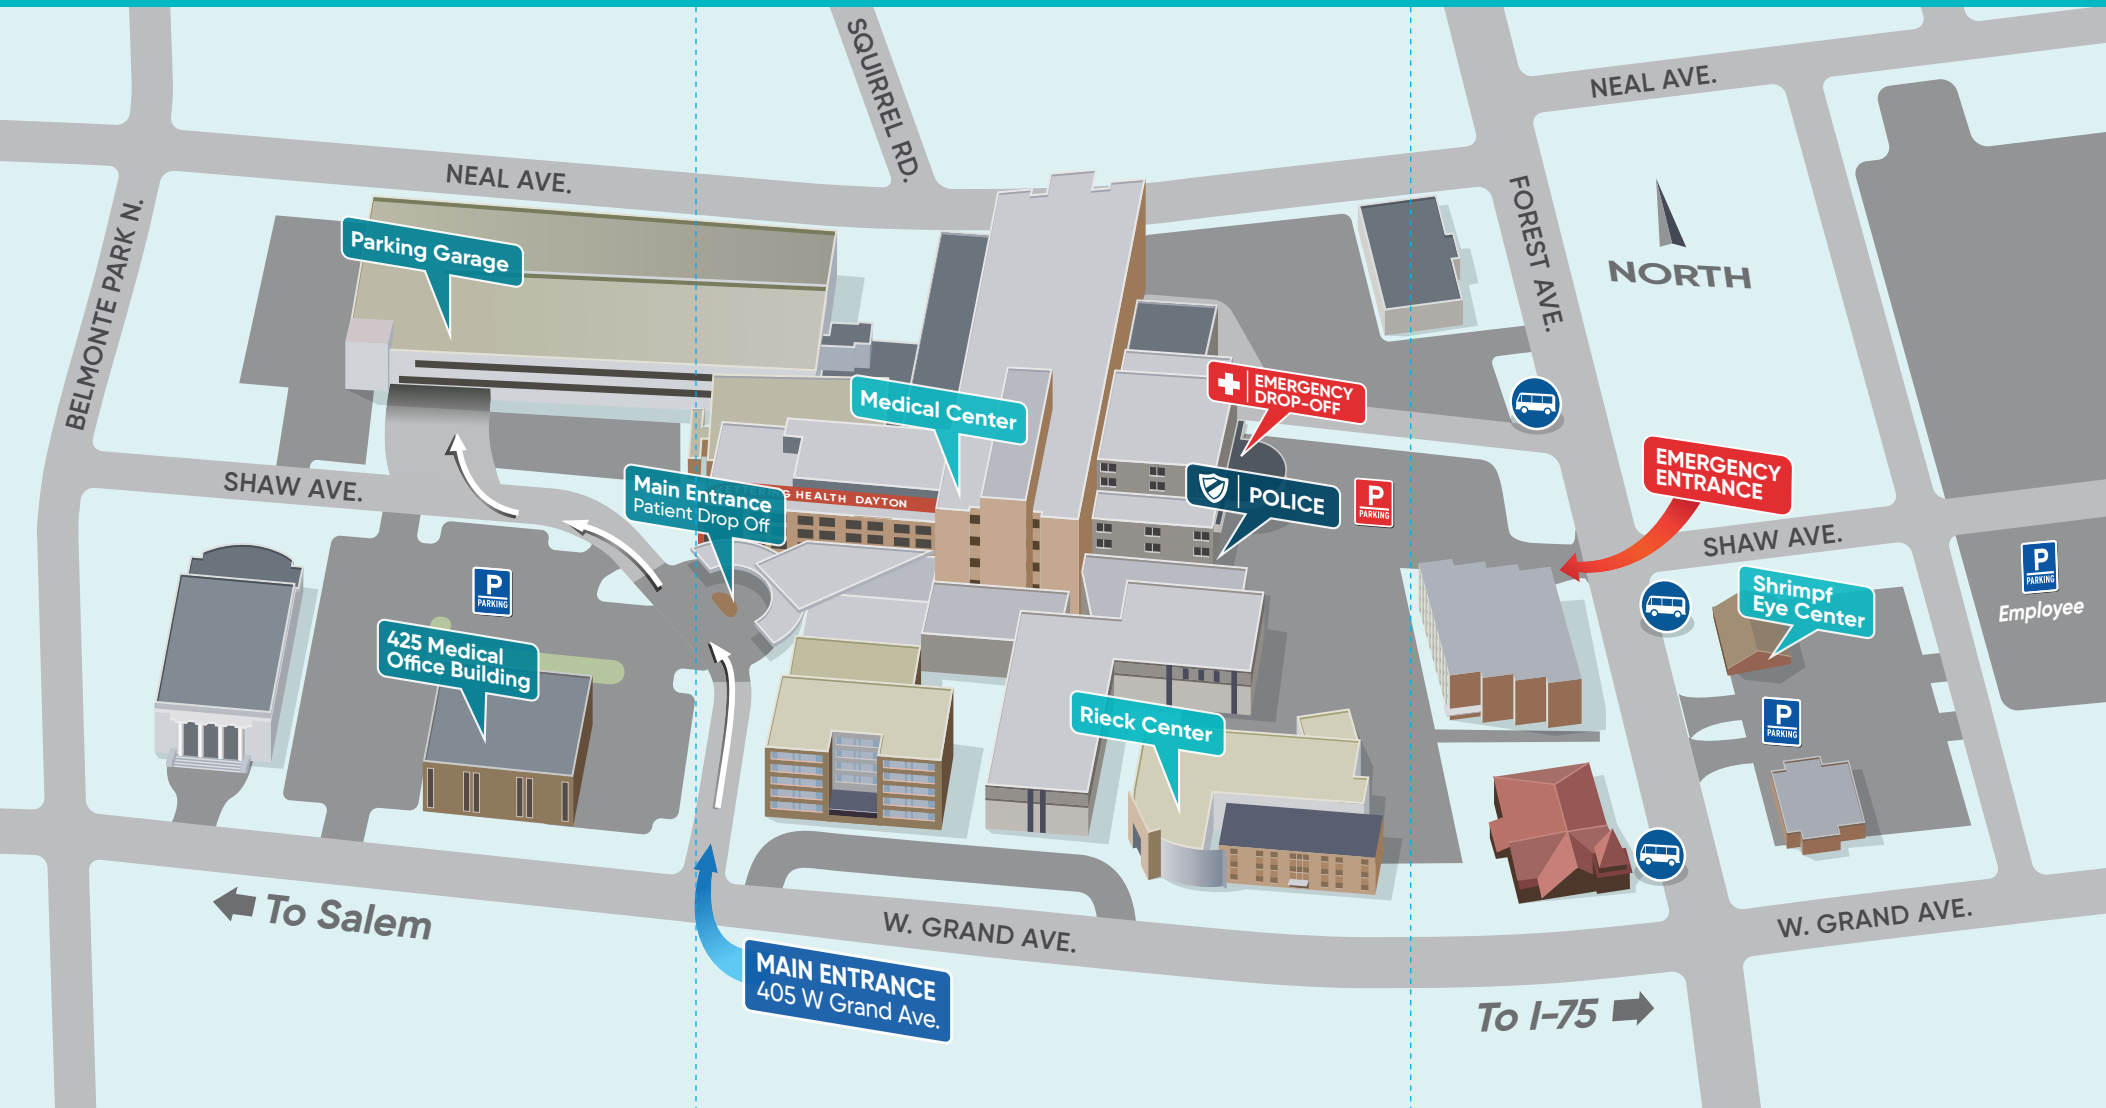 SQUIRREL RD.
NEAL AVE.
NEAL AVE.
BELMONTE PARK N.
FOREST AVE.
NORTH
Parking Garage
Medical Center
EMERGENCY
DROP-OFF
POLICE
P
PARKING
EMERGENCY
ENTRANCE
SHAW AVE.
SHAW AVE.
Main Entrance
Patient Drop Off
G HEALTH DAYTON
P
PARKING
P
PARKING
Employee
Shrimpf
Eye Center
425 Medical
Office Building
Rieck Center
P
PARKING
To Salem
W. GRAND AVE.
W. GRAND AVE.
MAIN ENTRANCE
405 W Grand Ave.
To I-75